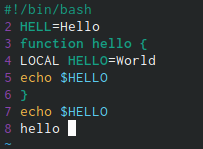 #!/bin/bash
2 HELL=Hello
3 function hello {
4 LOCAL HELLO=World
5 echo $HELLO
6 }
7 echo $HELLO
8 hello
~